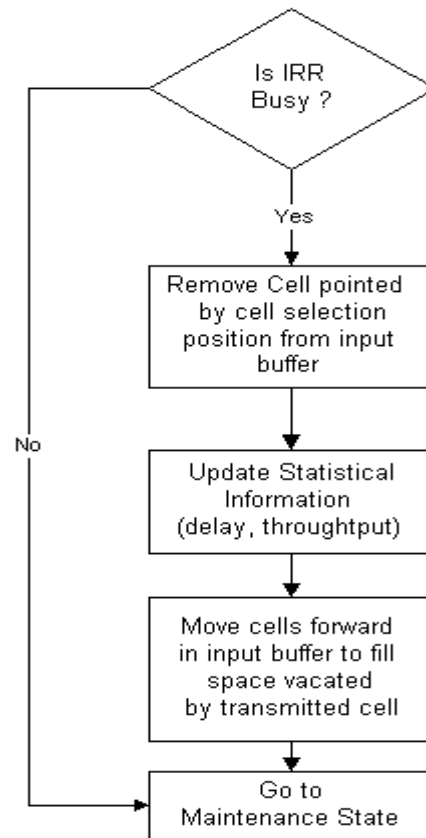 Is IRR
Busy ?
Yes
Remove Cell pointed
by cell selection
position from input
buffer
No
Update Statistical
Information
(delay, throughtput)
Move cells forward
in input buffer to fill
space vacated
by transmitted cell
Go to
Maintenance State